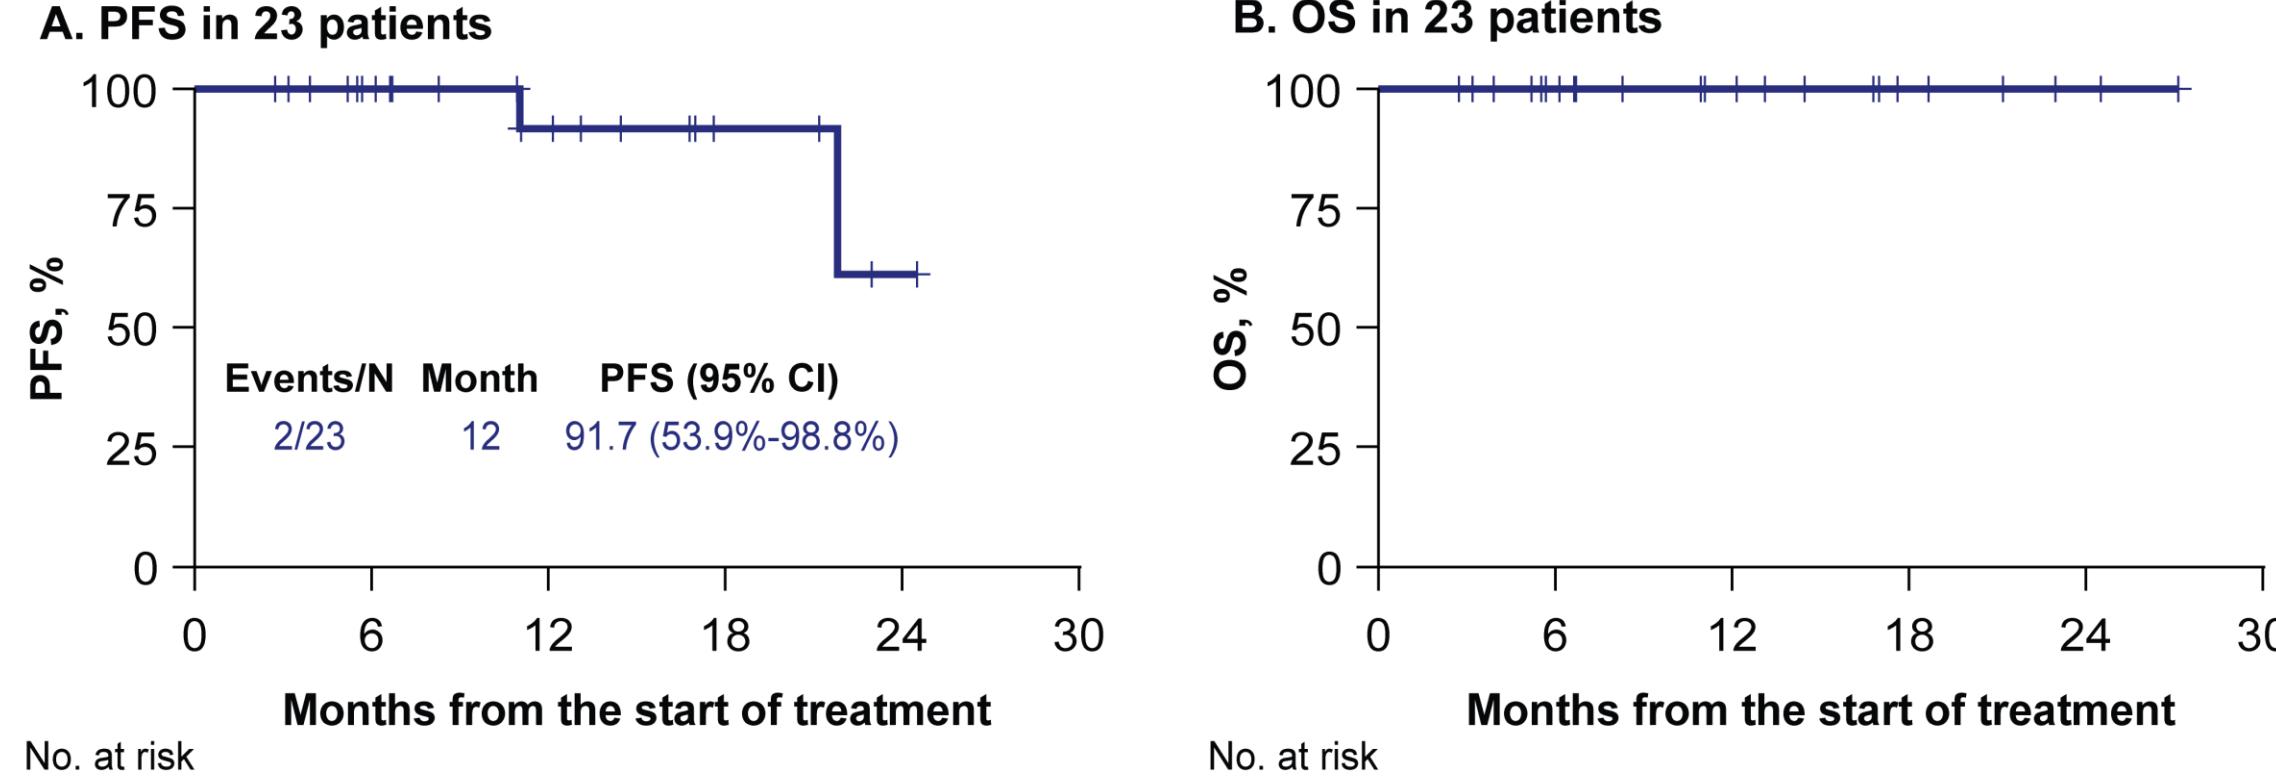 A. PFS in 23 patients
100
75
50
25
0
PFS, %
Events/N Month PFS (95% CI)
2/23 12 91.7 (53.9%-98.8%)
0 6 12 18 24 30
Months from the start of treatment
No. at risk
B. OS in 23 patients
100
75
50
25
0
OS, %
0 6 12 18 24 30
Months from the start of treatment
No. at risk